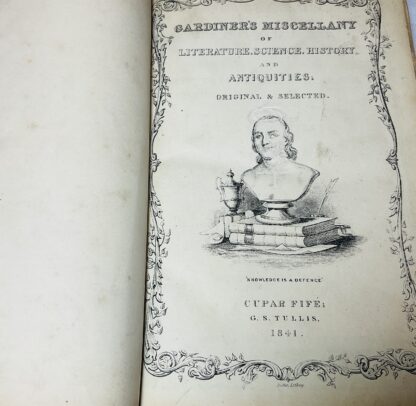 GARDINER'S MISCELLANY
OF
LITERATURE, SCIENCE, HISTORY,
AND
ANTIQUITIES:
ORIGINAL & SELECTED.
'KNOWLEDGE IS A DEFENCE'
CUPAR FIFE:
G. S. TULLIS,
1841.